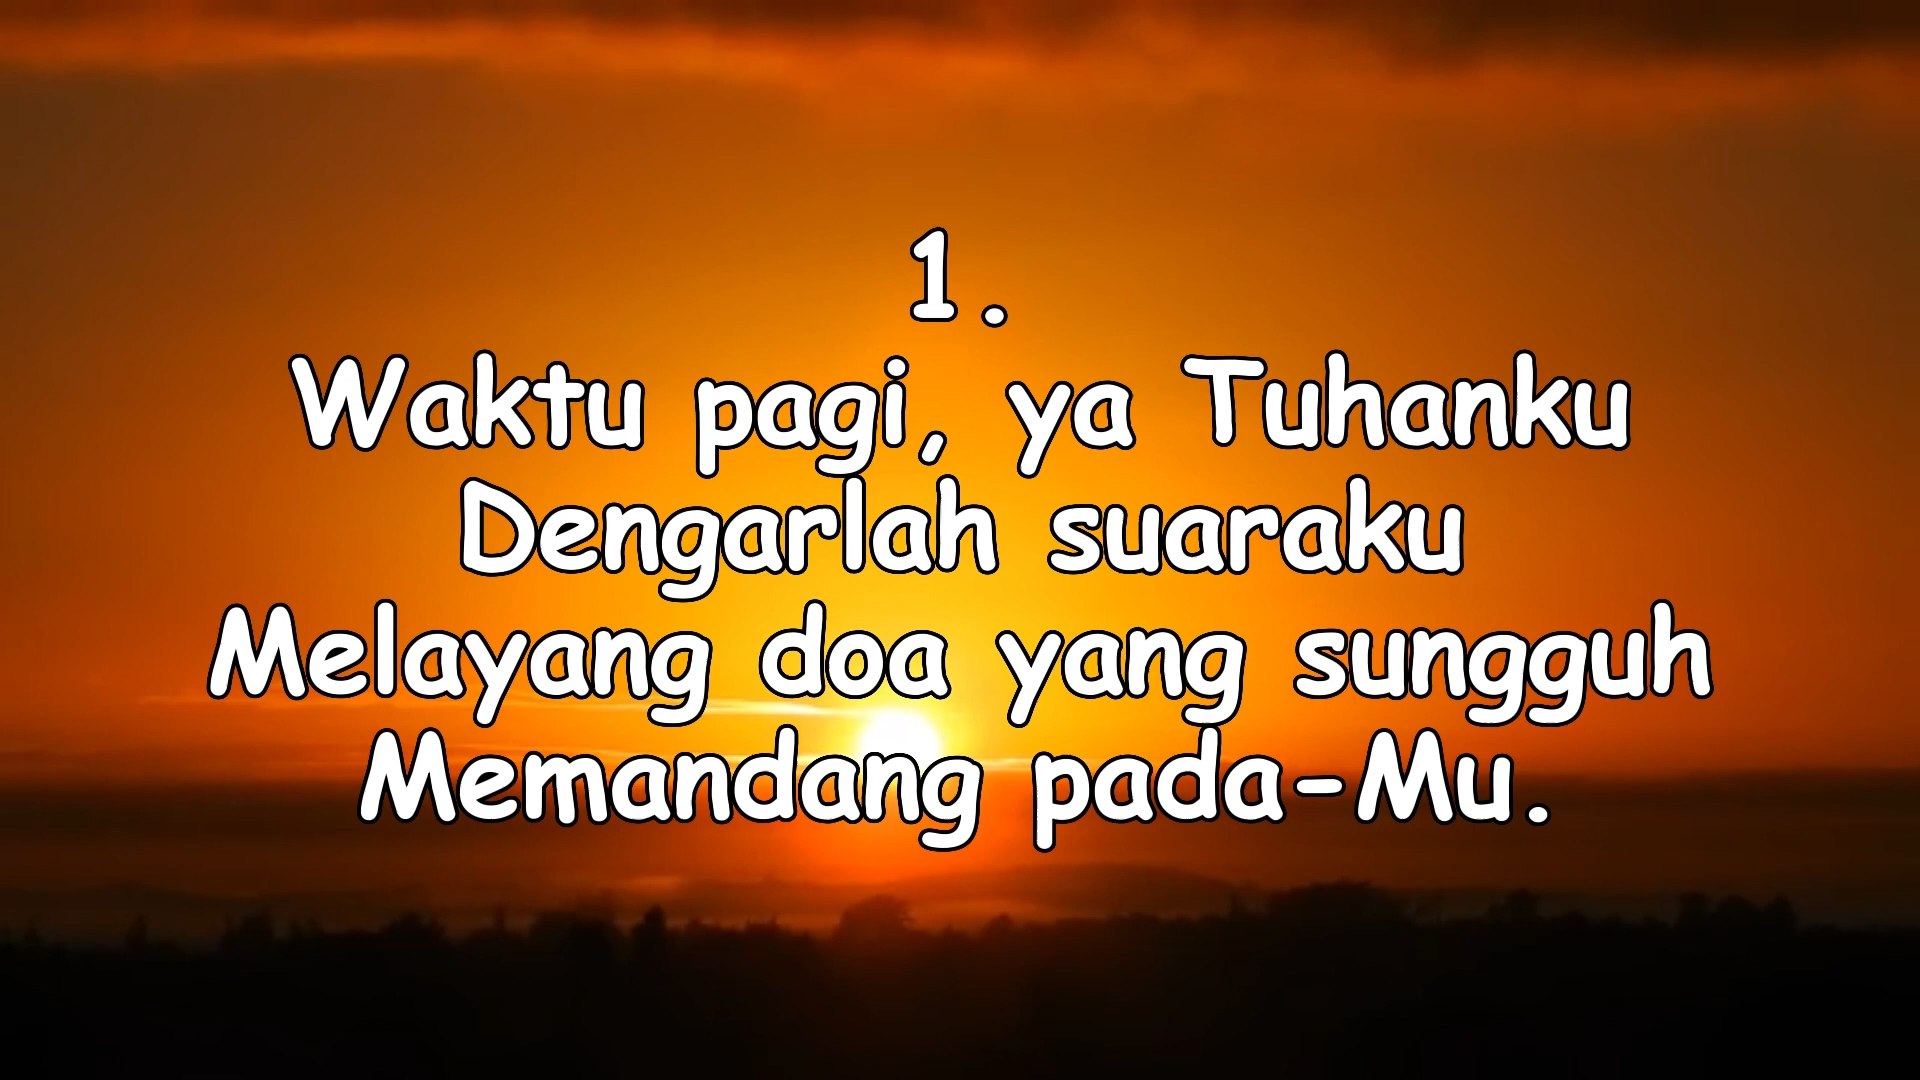 1.
Waktu pagi, ya Tuhanku
Dengarlah suaraku
Melayang doa yang sungguh
Memandang pada-Mu.